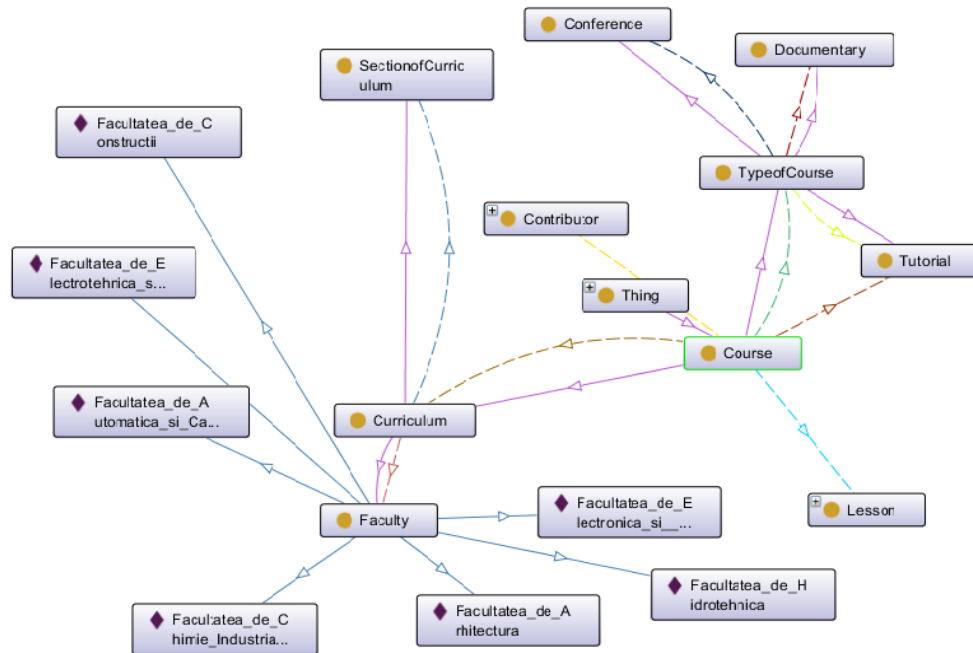 Conference
Documentary
SectionofCurric
ulum
Facultatea_de_C
onstructii
TypeofCourse
Contributor
Facultatea_de_E
lectrotehnica_s...
Tutorial
Thing
Course
Facultatea_de_A
utomatica_si_Ca...
Curriculum
Facultatea_de_E
lectronica_si__...
Lesson
Faculty
Facultatea_de_H
idrotehnica
Facultatea_de_C
himie_Industria...
Facultatea_de_A
rhitectura